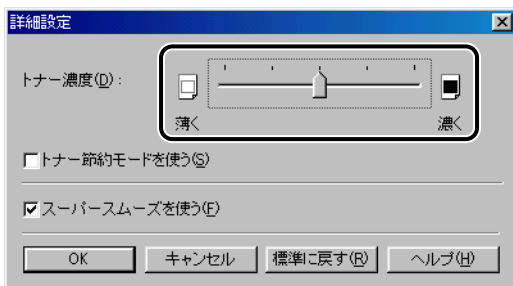 詳細設定
トナー濃度(D):
薄く 濃く
トナー節約モードを使う(S)
スーパースムーズを使う(F)
OK キャンセル 標準に戻す(R) ヘルプ(H)